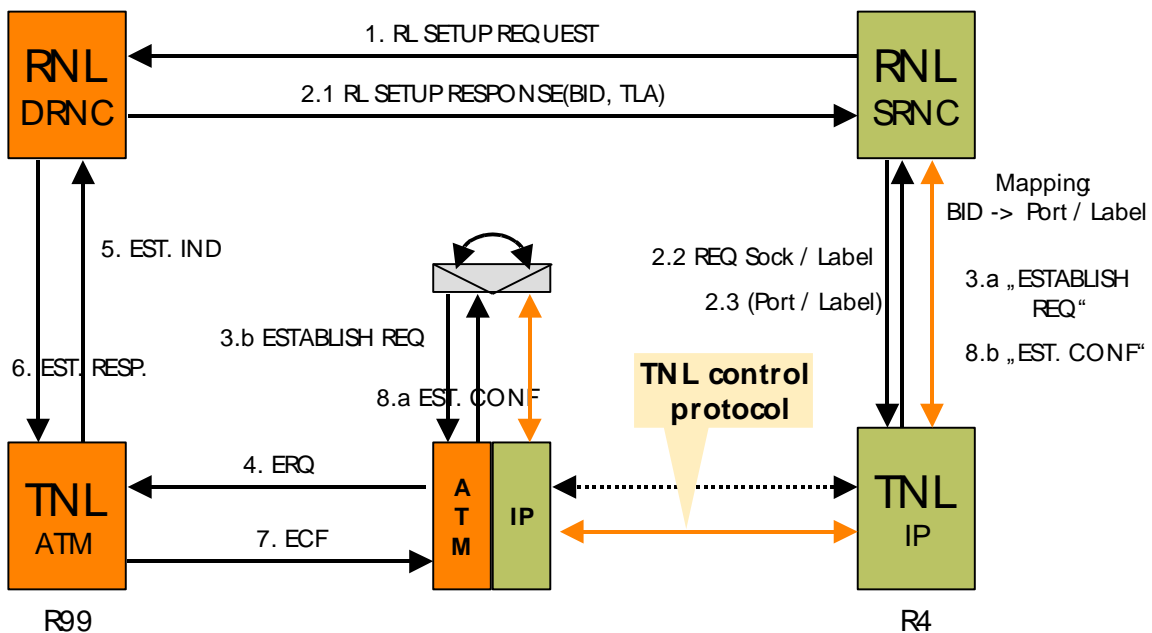 1. RL SETUP REQUEST
RNL
DRNC
RNL
SRNC
2.1 RL SETUP RESPONSE(BID, TLA)
Mapping:
BID -> Port / Label
5. EST. IND
2.2 REQ Sock / Label
2.3 (Port / Label)
3.a „ESTABLISH
REQ“
3.b ESTABLISH REQ
8.b „EST. CONF“
6. EST. RESP.
TNL control
protocol
8.a EST. CONF
4. ERQ
TNL
ATM
A
T
M
IP
TNL
IP
7. ECF
R99
R4